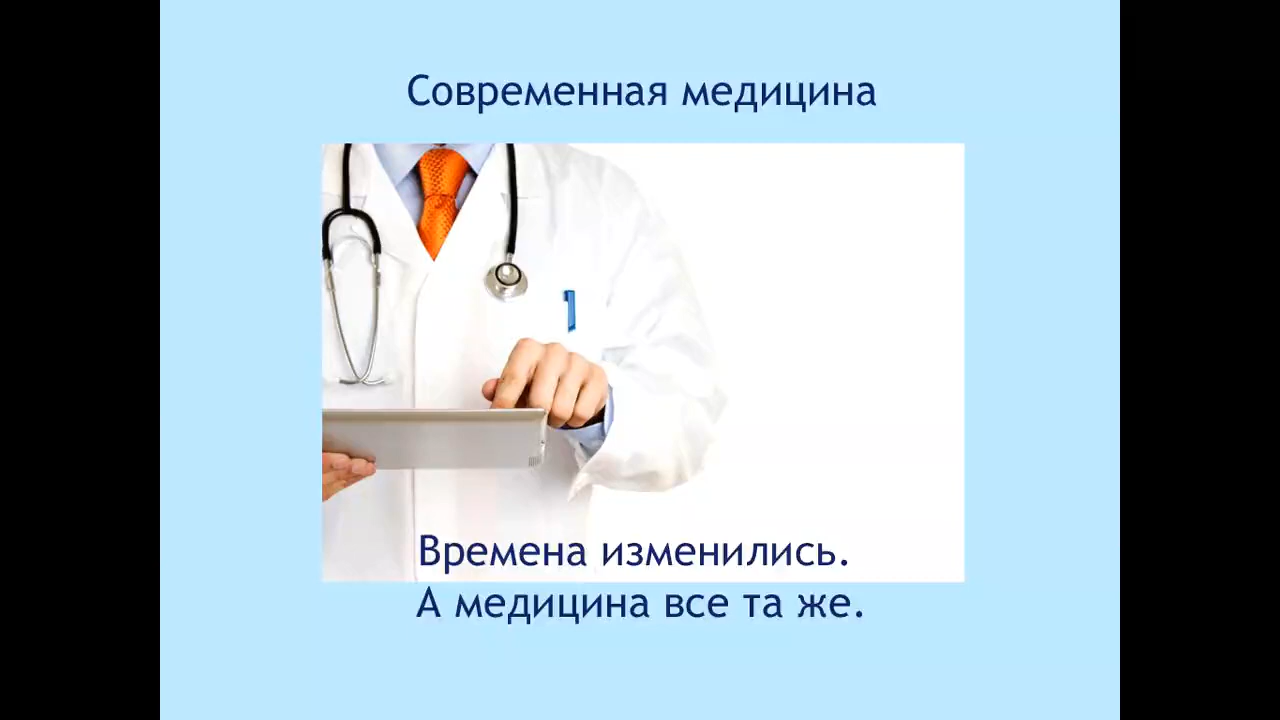 Современная медицина
Времена изменились.
А медицина все та же.